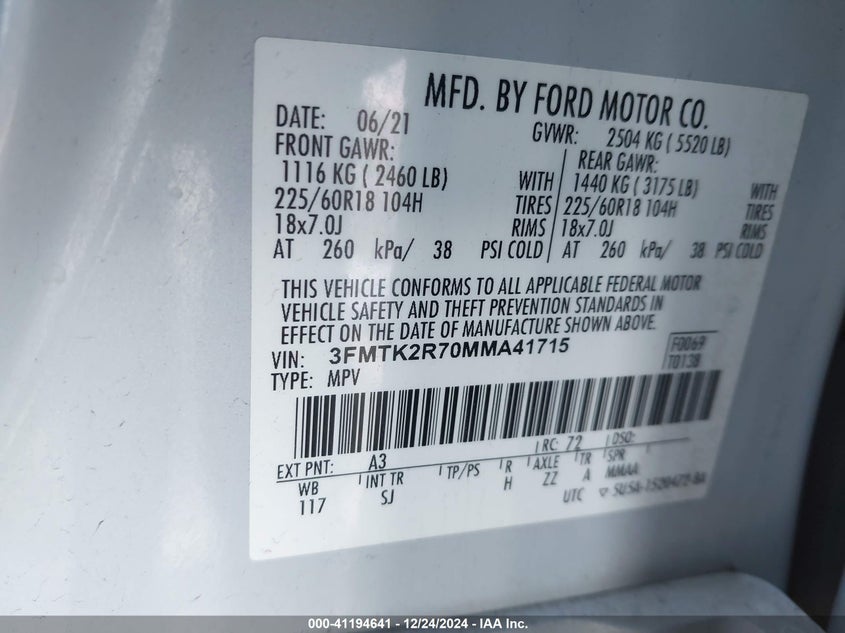 MFD. BY FORD MOTOR CO.
DATE: 06/21 GVWR: 2504 KG ( 5520 LB)
FRONT GAWR: REAR GAWR:
1116 KG ( 2460 LB) WITH 1440 KG ( 3175 LB) WITH
225/60R18 104H TIRES 225/60R18 104H TIRES
18x7.0J RIMS 18x7.0J RIMS
AT 260 kPa/ 38 PSI COLD AT 260 kPa/ 38 PSI COLD
THIS VEHICLE CONFORMS TO ALL APPLICABLE FEDERAL MOTOR
VEHICLE SAFETY AND THEFT PREVENTION STANDARDS IN
EFFECT ON THE DATE OF MANUFACTURE SHOWN ABOVE.
VIN: 3FMTK2R70MMA41715 F0069
TYPE: MPV T0138
RC: 72 DSO:
EXT PNT: A3
WB INT TR TP/PS R AXLE TR SPR
117 SJ H ZZ A MMAA
UTC
000-41194641 - 12/24/2024 - IAA Inc.